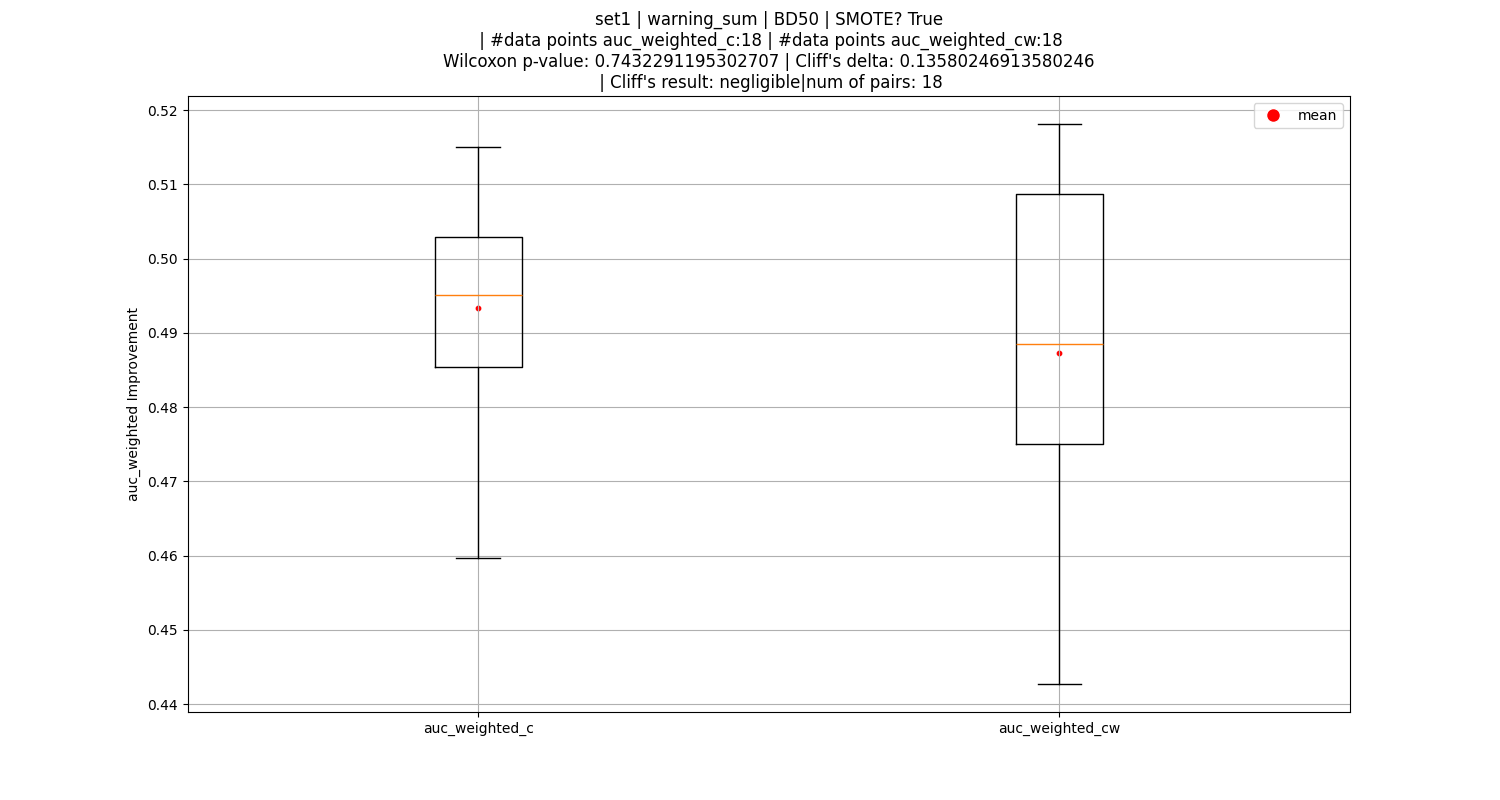 set1 | warning_sum | BD50 | SMOTE? True
| #data points auc_weighted_c:18 | #data points auc_weighted_cw:18
Wilcoxon p-value: 0.7432291195302707 | Cliff's delta: 0.13580246913580246
| Cliff's result: negligible|num of pairs: 18
mean
auc_weighted Improvement
0.52
0.51
0.50
0.49
0.48
0.47
0.46
0.45
0.44
auc_weighted_c
auc_weighted_cw